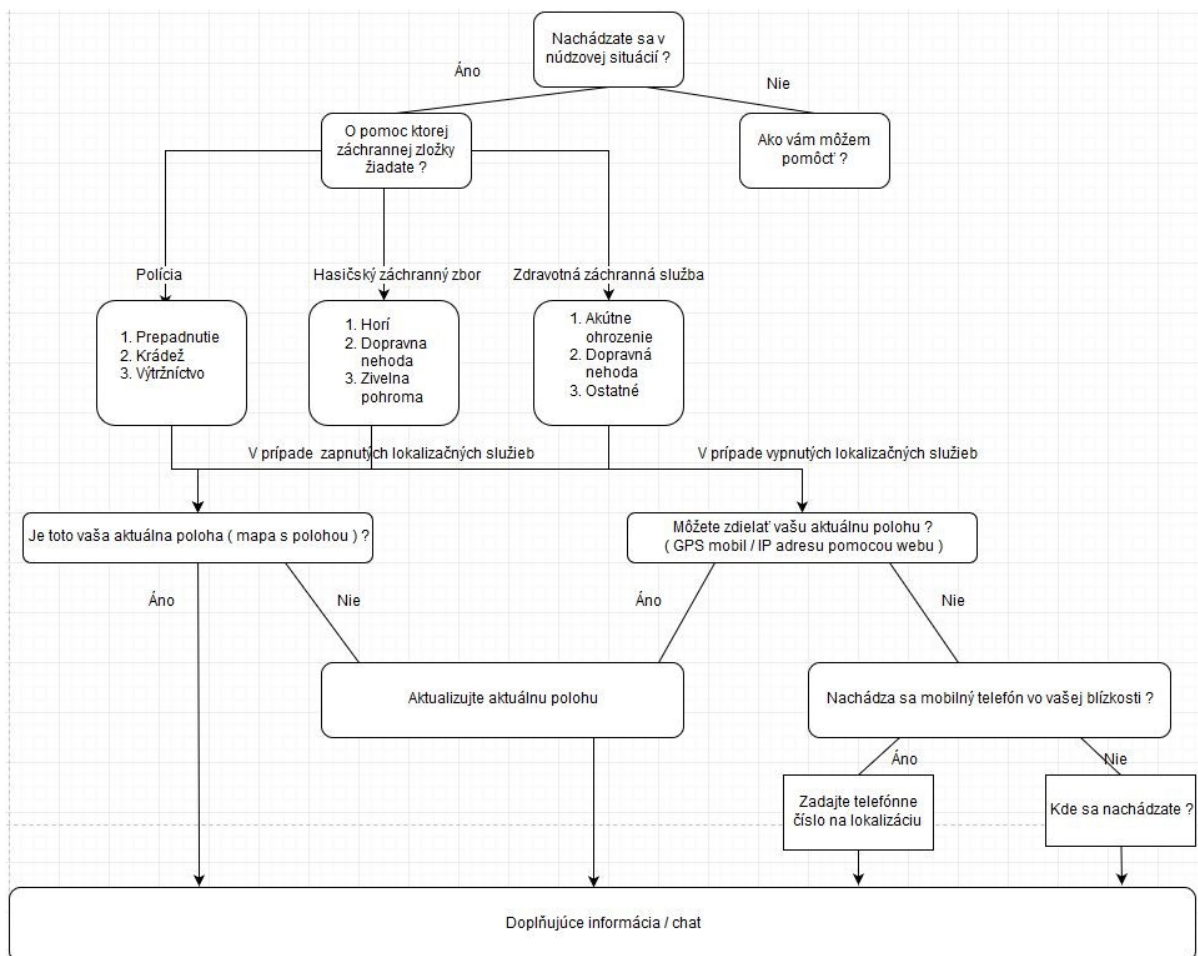 Nachádzate sa v
núdzovej situácií ?
Áno
Nie
O pomoc ktorej
záchrannej zložky
žiadate ?
Ako vám môžem
pomôcť ?
Polícia
Hasičský záchranný zbor
Zdravotná záchranná služba
1. Prepadnutie
2. Krádež
3. Výtržníctvo
1. Horí
2. Dopravna
nehoda
3. Zivelna
pohroma
1. Akútne
ohrozenie
2. Dopravná
nehoda
3. Ostatné
V prípade zapnutých lokalizačných služieb
V prípade vypnutých lokalizačných služieb
Je toto vaša aktuálna poloha ( mapa s polohou ) ?
Môžete zdielať vašu aktuálnu polohu ?
( GPS mobil / IP adresu pomocou webu )
Áno
Nie
Áno
Nie
Aktualizujte aktuálnu polohu
Nachádza sa mobilný telefón vo vašej blízkosti ?
Áno
Nie
Zadajte telefónne
číslo na lokalizáciu
Kde sa nachádzate ?
Doplňujúce informácia / chat